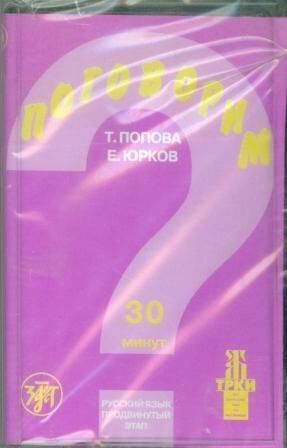 ПОГОВОРИМ
Т. ПОПОВА
Е. ЮРКОВ
30
минут
Злат
ТРКИ
РУССКИЙ ЯЗЫК
ПРОДВИНУТЫЙ
ЭТАП